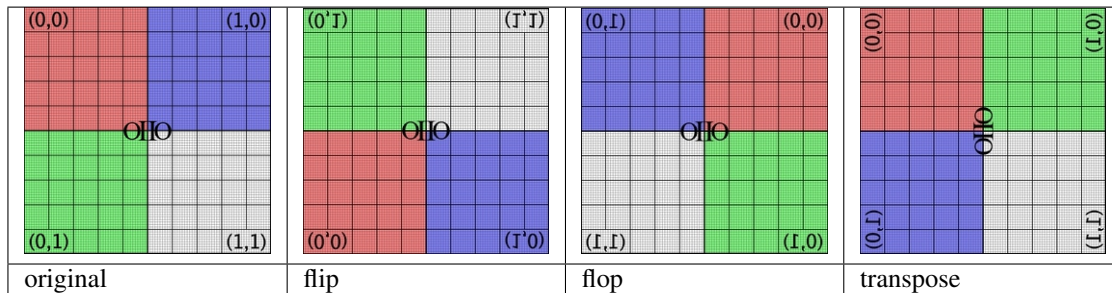 (0,0) (1,0) (0,1) (1,1) (1,0) (0,0) (0,0) (0,1)
OHO OHO OHO OHO
(0,1) (1,1) (0,0) (1,0) (1,1) (0,1) (1,0) (1,1)
original flip flop transpose